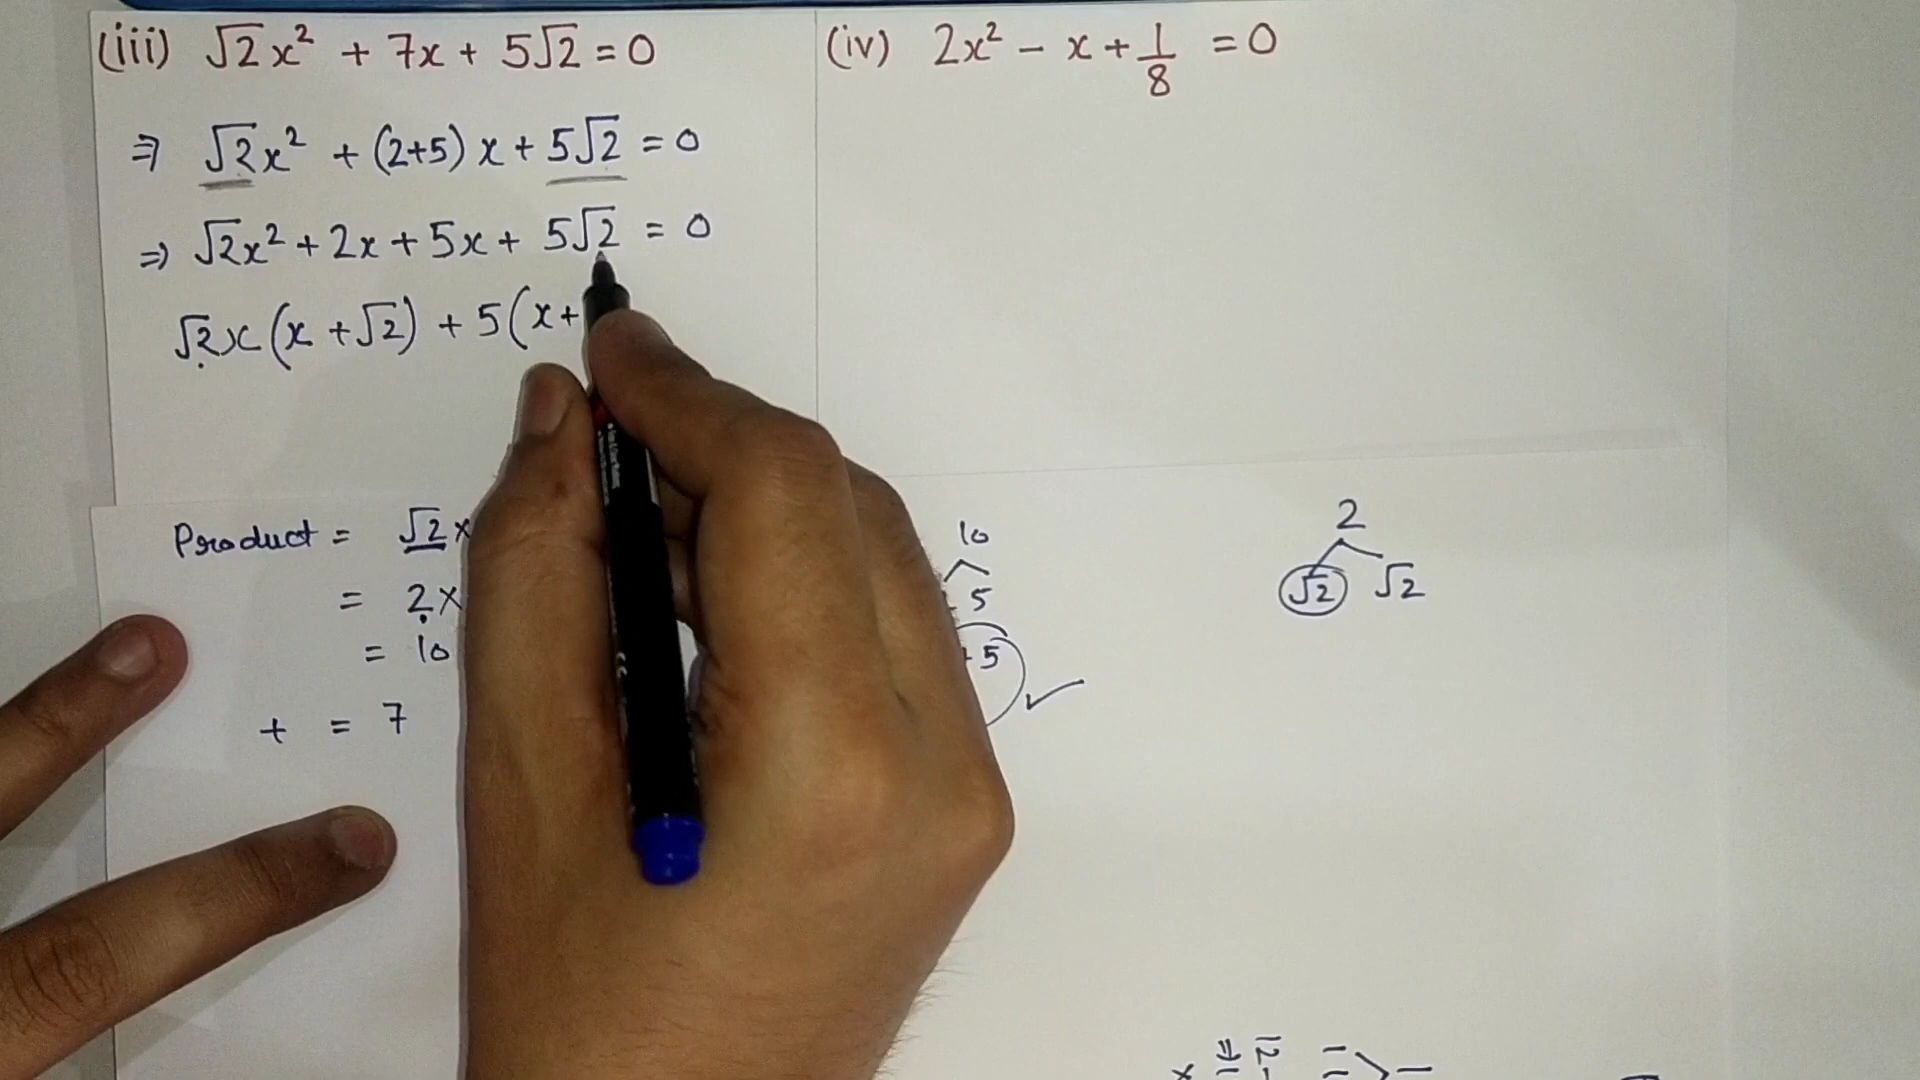 (iii) √2x² + 7x + 5√2 = 0
⇒ √2x² + (2+5)x + 5√2 = 0
⇒ √2x² + 2x + 5x + 5√2 = 0
√2x(x + √2) + 5(x +
Product = √2 x
= 2 x
= 10
+ = 7
(iv) 2x² - x + 1/8 = 0
10
5
+ 5
2
√2 √2